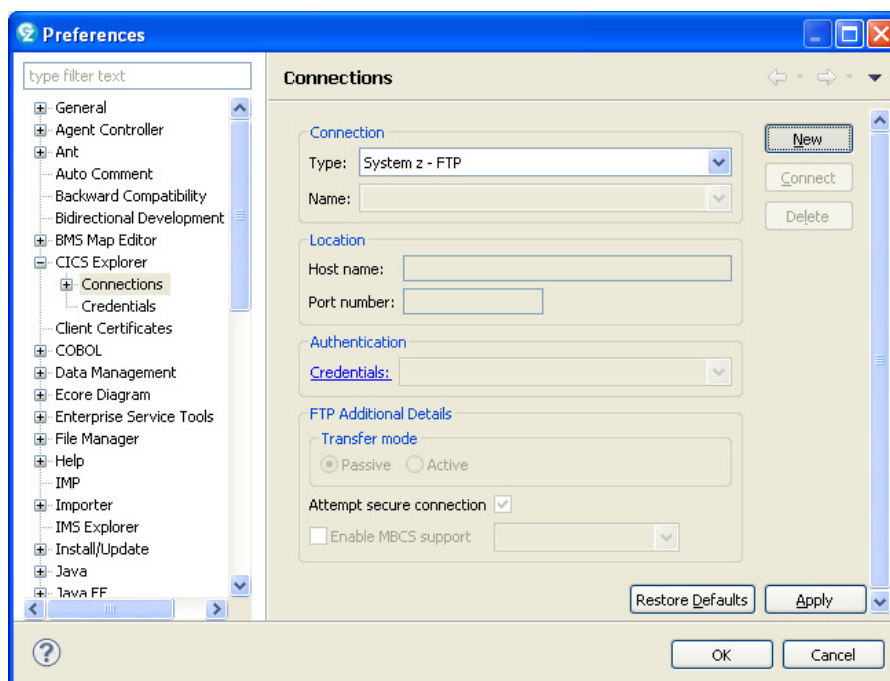 Preferences
type filter text
General
Agent Controller
Ant
Auto Comment
Backward Compatibility
Bidirectional Development
BMS Map Editor
CICS Explorer
Connections
Credentials
Client Certificates
COBOL
Data Management
Ecore Diagram
Enterprise Service Tools
File Manager
Help
IMP
Importer
IMS Explorer
Install/Update
Java
Java EE
Connections
Connection
Type: System z - FTP
Name:
Location
Host name:
Port number:
Authentication
Credentials:
FTP Additional Details
Transfer mode
Passive Active
Attempt secure connection
Enable MBCS support
New
Connect
Delete
Restore Defaults Apply
? OK Cancel